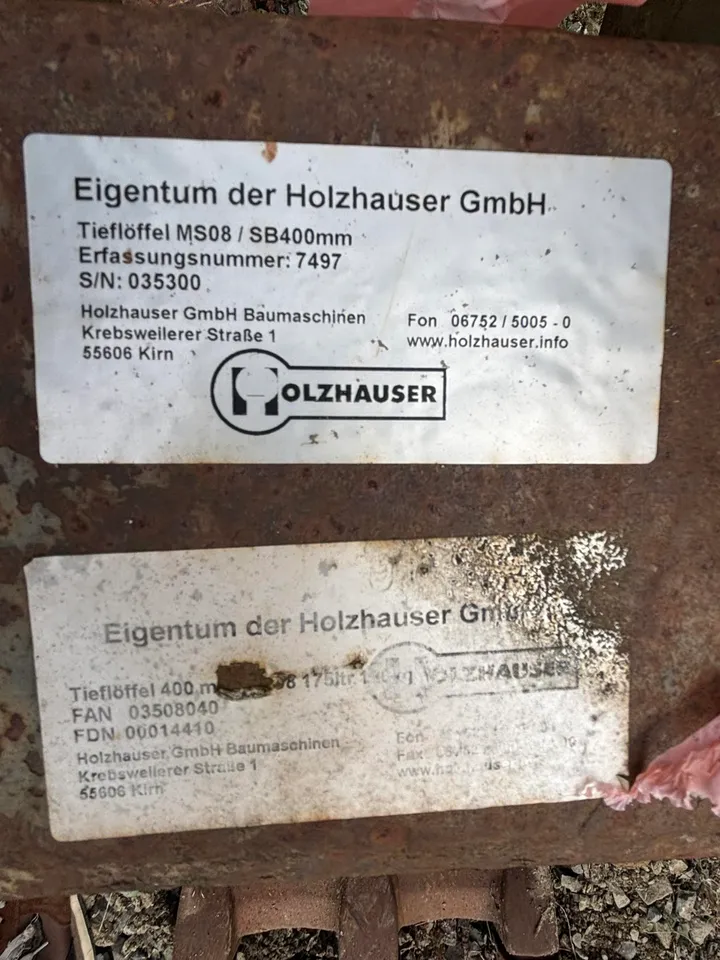 Eigentum der Holzhauser GmbH
Tieflöffel MS08 / SB400mm
Erfassungsnummer: 7497
S/N: 035300
Holzhauser GmbH Baumaschinen
Krebsweilerer Straße 1
55606 Kirn
Fon 06752 / 5005 - 0
www.holzhauser.info
HOLZHAUSER
Eigentum der Holzhauser
Tieflöffel 400 175ltr.
HOLZHAUSER
FAN 03508040
FDN 00014410
Holzhauser GmbH Baumaschinen
Krebsweilerer Straße 1
55606 Kirn
Fon
Fax